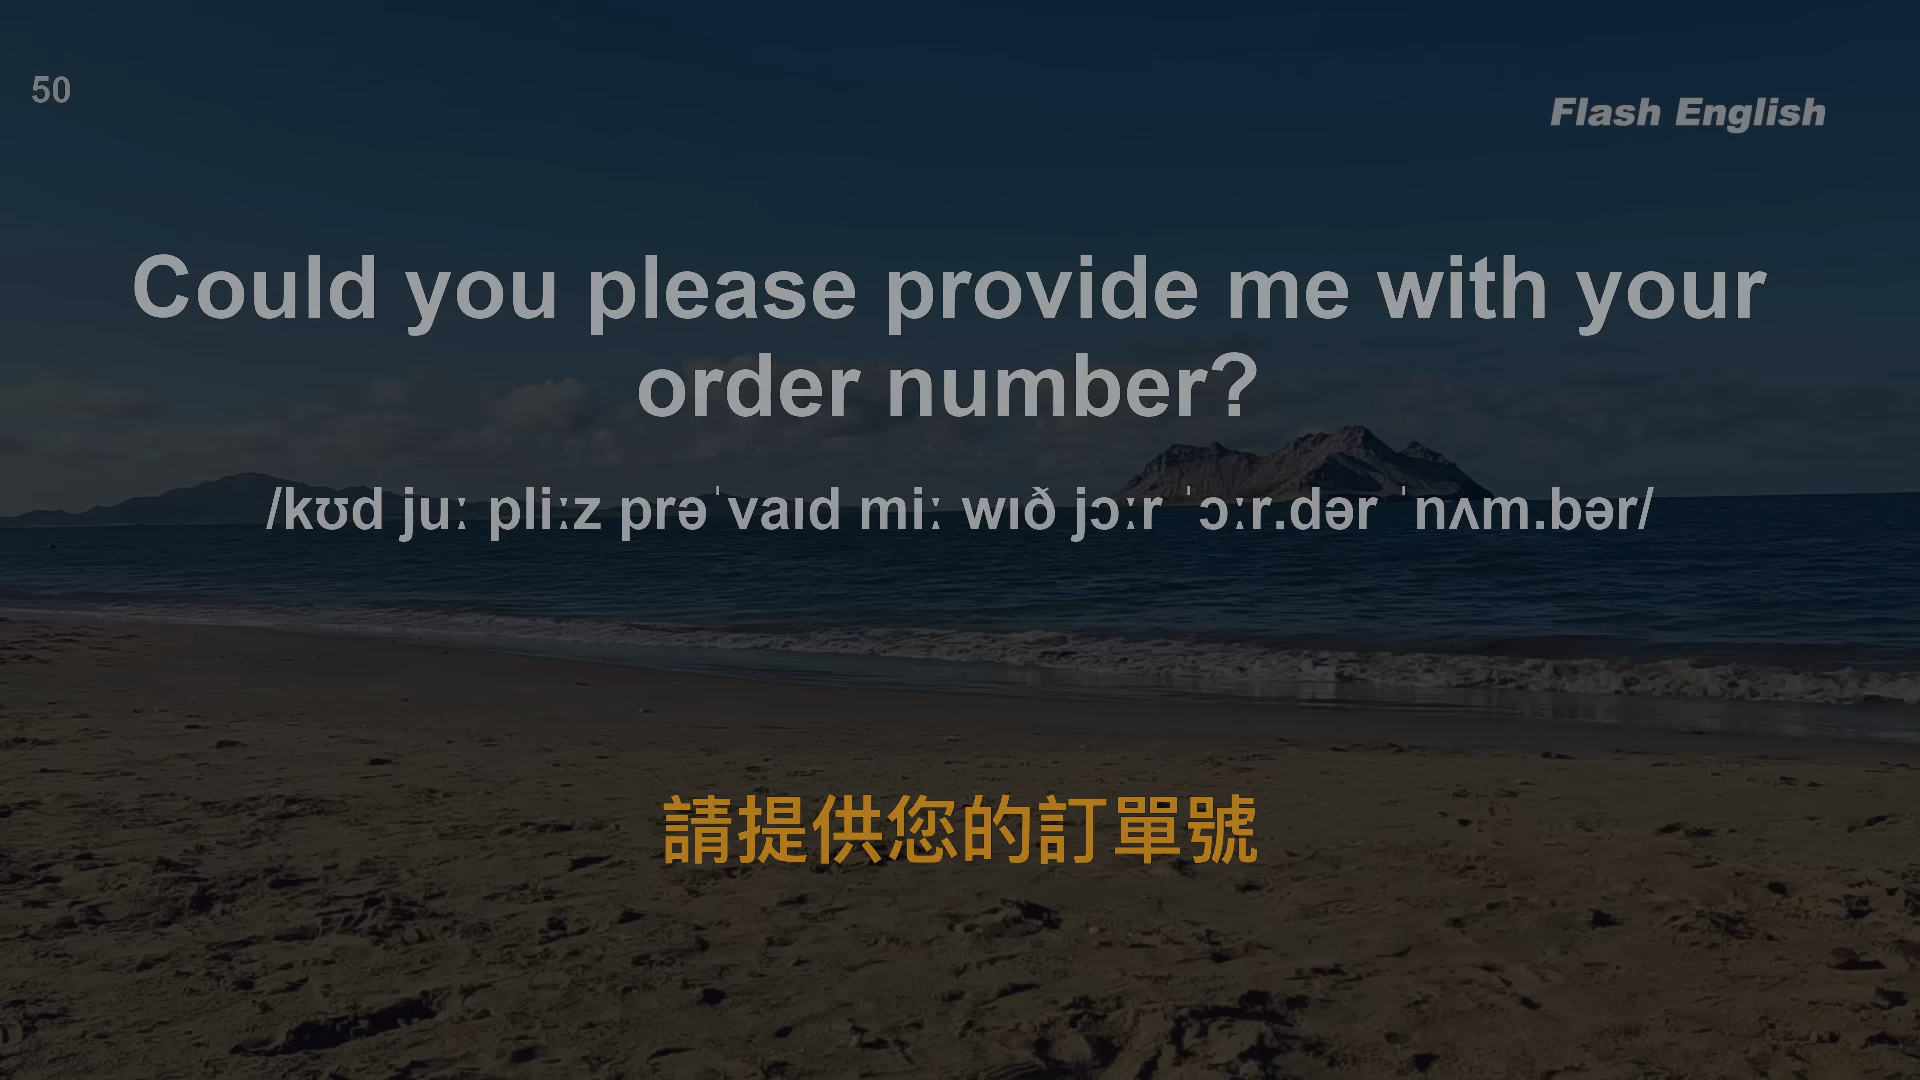 50
Flash English
Could you please provide me with your
order number?
/kʊd juː pliːz prəˈvaɪd miː wɪð jɔːr ˈɔːr.dər ˈnʌm.bər/
請提供您的訂單號